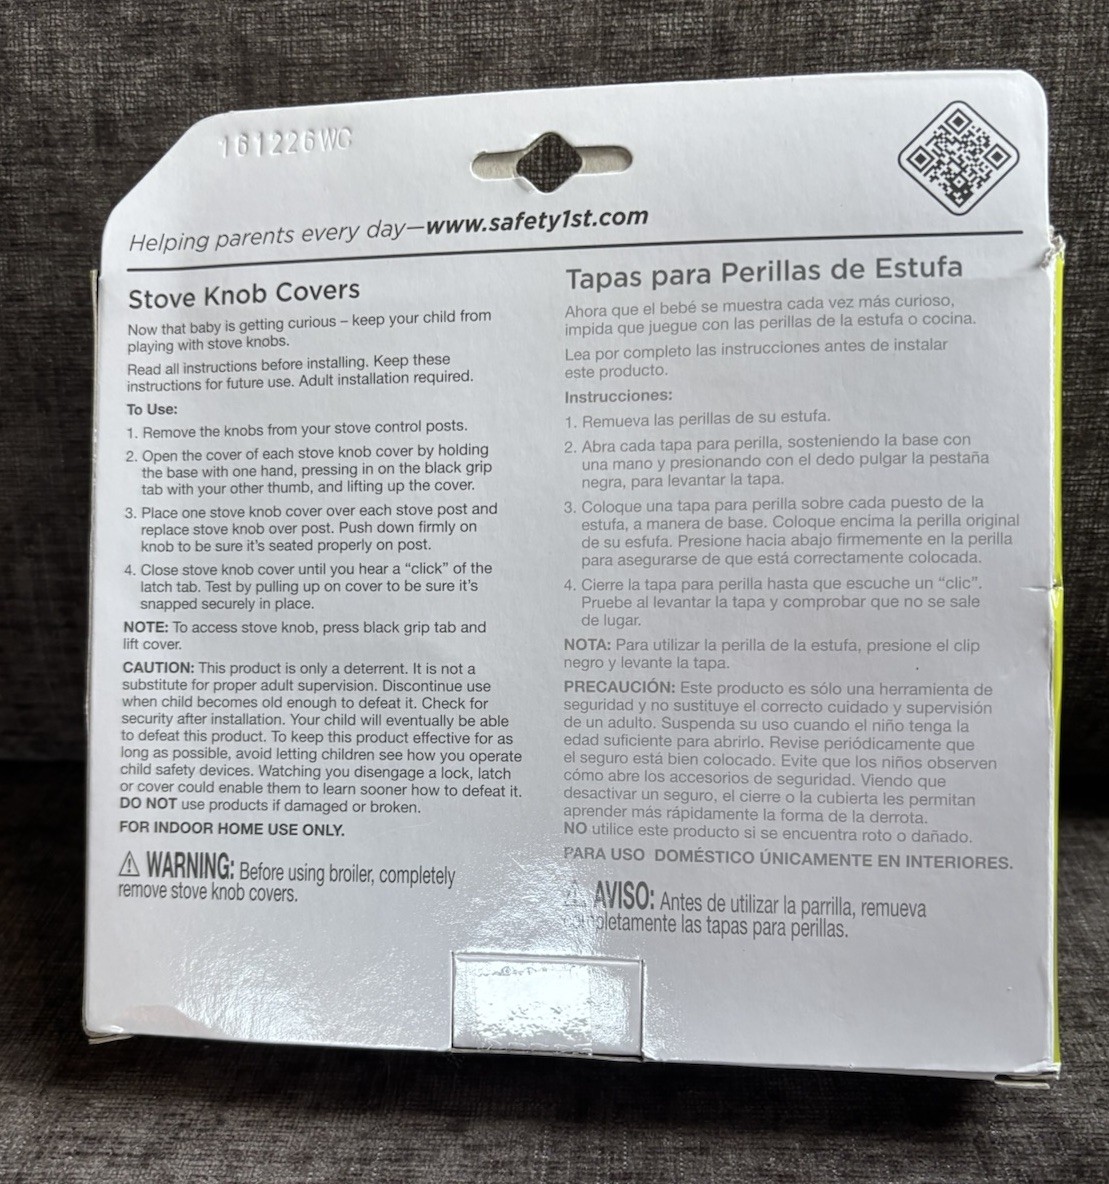 161226WC
Helping parents every day—www.safety1st.com
Stove Knob Covers
Now that baby is getting curious – keep your child from
playing with stove knobs.
Read all instructions before installing. Keep these
instructions for future use. Adult installation required.
To Use:
1. Remove the knobs from your stove control posts.
2. Open the cover of each stove knob cover by holding
the base with one hand, pressing in on the black grip
tab with your other thumb, and lifting up the cover.
3. Place one stove knob cover over each stove post and
replace stove knob over post. Push down firmly on
knob to be sure it's seated properly on post.
4. Close stove knob cover until you hear a “click” of the
latch tab. Test by pulling up on cover to be sure it's
snapped securely in place.
NOTE: To access stove knob, press black grip tab and
lift cover.
CAUTION: This product is only a deterrent. It is not a
substitute for proper adult supervision. Discontinue use
when child becomes old enough to defeat it. Check for
security after installation. Your child will eventually be able
to defeat this product. To keep this product effective for as
long as possible, avoid letting children see how you operate
child safety devices. Watching you disengage a lock, latch
or cover could enable them to learn sooner how to defeat it.
DO NOT use products if damaged or broken.
FOR INDOOR HOME USE ONLY.
WARNING: Before using broiler, completely
remove stove knob covers.
Tapas para Perillas de Estufa
Ahora que el bebé se muestra cada vez más curioso,
impida que juegue con las perillas de la estufa o cocina.
Lea por completo las instrucciones antes de instalar
este producto.
Instrucciones:
1. Remueva las perillas de su estufa.
2. Abra cada tapa para perilla, sosteniendo la base con
una mano y presionando con el dedo pulgar la pestaña
negra, para levantar la tapa.
3. Coloque una tapa para perilla sobre cada puesto de la
estufa, a manera de base. Coloque encima la perilla original
de su esfufa. Presione hacia abajo firmemente en la perilla
para asegurarse de que está correctamente colocada.
4. Cierre la tapa para perilla hasta que escuche un “clic”.
Pruebe al levantar la tapa y comprobar que no se sale
de lugar.
NOTA: Para utilizar la perilla de la estufa, presione el clip
negro y levante la tapa.
PRECAUCIÓN: Este producto es sólo una herramienta de
seguridad y no sustituye el correcto cuidado y supervisión
de un adulto. Suspenda su uso cuando el niño tenga la
edad suficiente para abrirlo. Revise periódicamente que
el seguro está bien colocado. Evite que los niños observen
cómo abre los accesorios de seguridad. Viendo que
desactivar un seguro, el cierre o la cubierta les permitan
aprender más rápidamente la forma de la derrota.
NO utilice este producto si se encuentra roto o dañado.
PARA USO DOMÉSTICO ÚNICAMENTE EN INTERIORES.
AVISO: Antes de utilizar la parrilla, remueva
completamente las tapas para perillas.